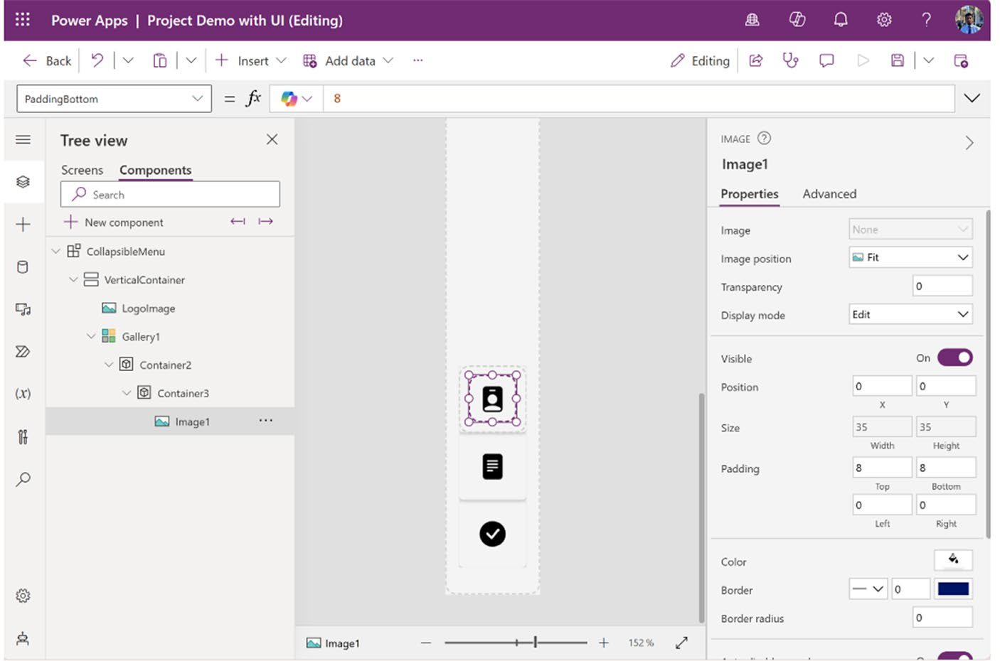 Power Apps | Project Demo with UI (Editing)
Back Insert Add data ··· Editing
PaddingBottom = fx 8
Tree view
Screens Components
Search
New component
CollapsibleMenu
VerticalContainer
LogoImage
Gallery1
Container2
Container3
Image1 ···
Image1 152 %
IMAGE ?
Image1
Properties Advanced
Image None
Image position Fit
Transparency 0
Display mode Edit
Visible On
Position 0 0
X Y
Size 35 35
Width Height
Padding 8 8
Top Bottom
0 0
Left Right
Color
Border 0
Border radius 0